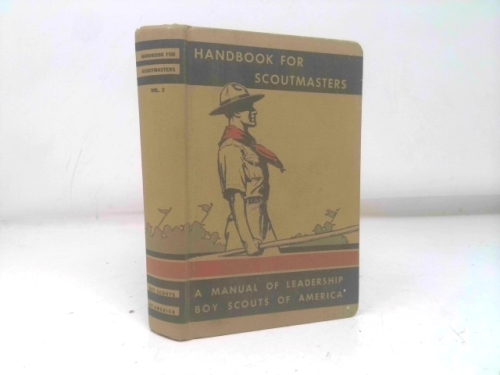 HANDBOOK FOR
SCOUTMASTERS
A MANUAL OF LEADERSHIP
BOY SCOUTS OF AMERICA
HANDBOOK FOR
SCOUTMASTERS
VOL. 2
BOY SCOUTS
OF AMERICA